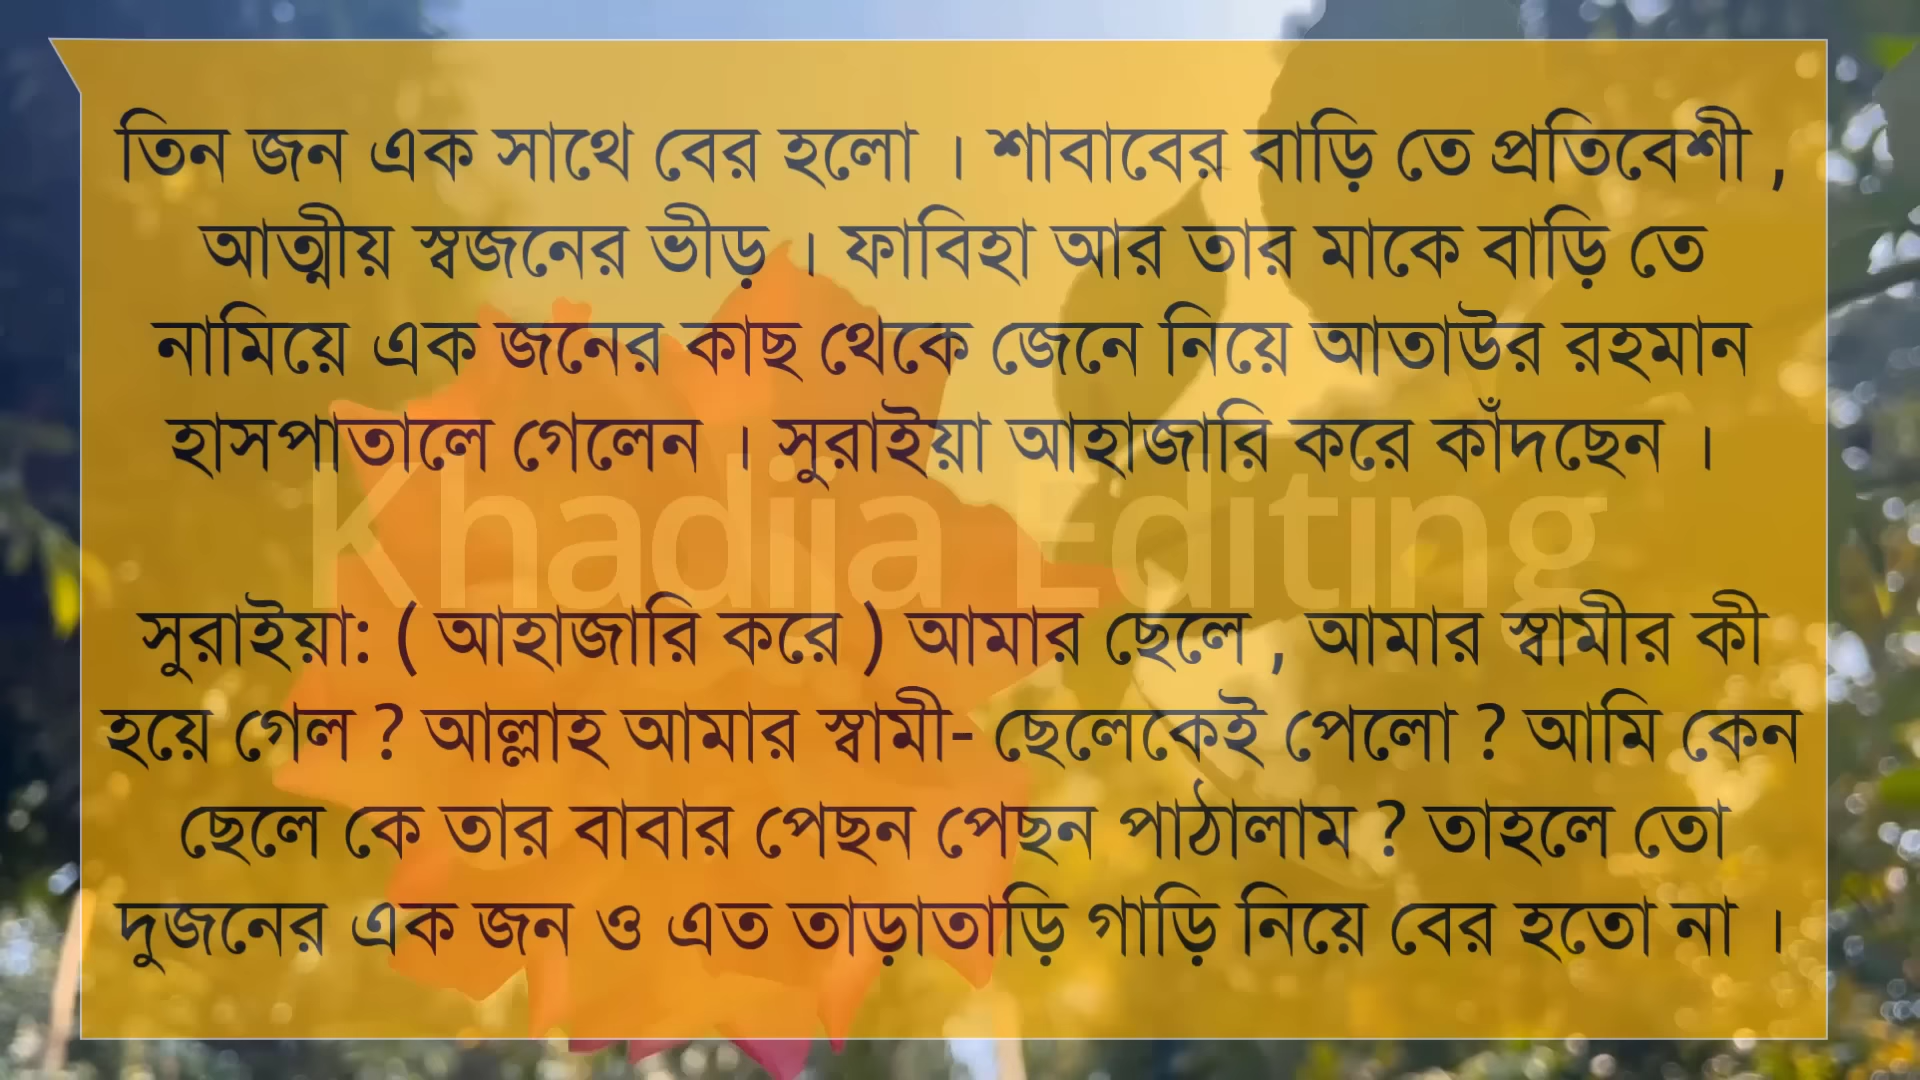 তিন জন এক সাথে বের হলো । শাবাবের বাড়ি তে প্রতিবেশী ,
আত্মীয় স্বজনের ভীড় । ফাবিহা আর তার মাকে বাড়ি তে
নামিয়ে এক জনের কাছ থেকে জেনে নিয়ে আতাউর রহমান
হাসপাতালে গেলেন । সুরাইয়া আহাজারি করে কাঁদছেন ।
Khadija Editing
সুরাইয়া: ( আহাজারি করে ) আমার ছেলে , আমার স্বামীর কী
হয়ে গেল ? আল্লাহ আমার স্বামী- ছেলেকেই পেলো ? আমি কেন
ছেলে কে তার বাবার পেছন পেছন পাঠালাম ? তাহলে তো
দুজনের এক জন ও এত তাড়াতাড়ি গাড়ি নিয়ে বের হতো না ।